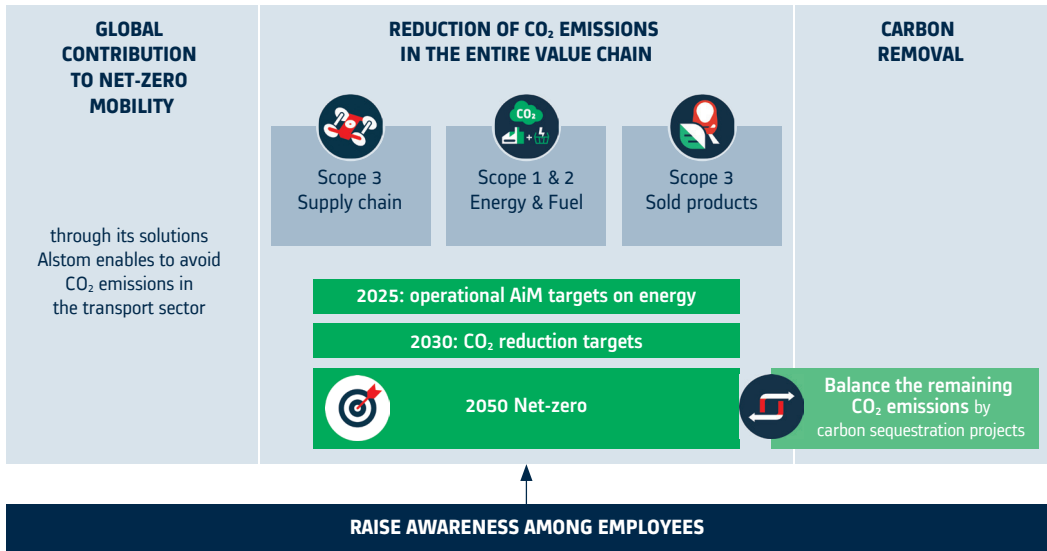 GLOBAL
CONTRIBUTION
TO NET-ZERO
MOBILITY
through its solutions
Alstom enables to avoid
CO₂ emissions in
the transport sector
REDUCTION OF CO₂ EMISSIONS
IN THE ENTIRE VALUE CHAIN
Scope 3
Supply chain
CO₂
Scope 1 & 2
Energy & Fuel
Scope 3
Sold products
2025: operational AiM targets on energy
2030: CO₂ reduction targets
2050 Net-zero
CARBON
REMOVAL
Balance the remaining
CO₂ emissions by
carbon sequestration projects
RAISE AWARENESS AMONG EMPLOYEES